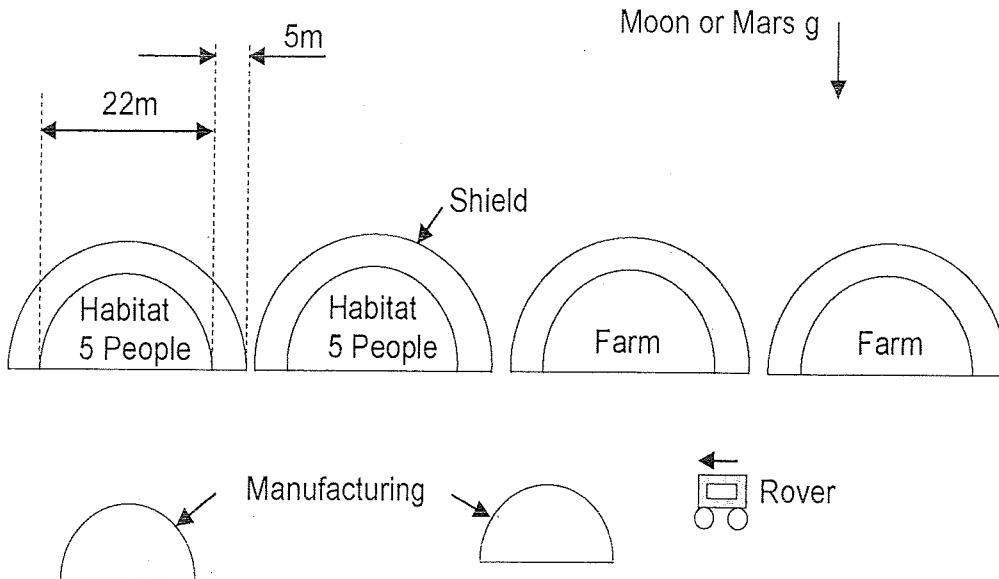 Moon or Mars g
5m
22m
Shield
Habitat
5 People
Habitat
5 People
Farm
Farm
Manufacturing
Rover